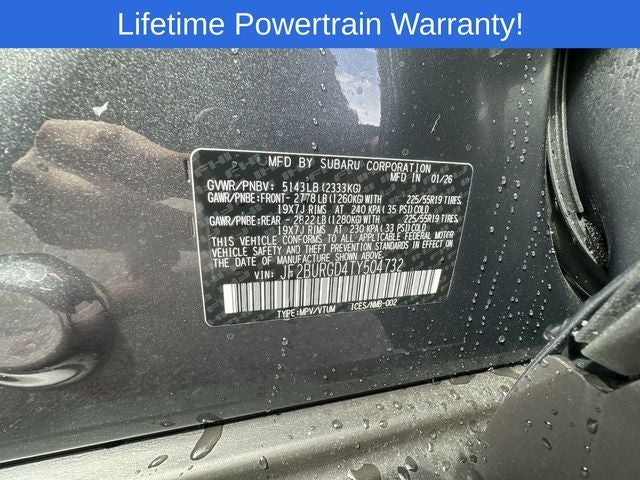 Lifetime Powertrain Warranty!
MFD BY SUBARU CORPORATION
MFD IN 01/26
GVWR/PNBV: 5143LB (2333KG)
GAWR/PNBE:FRONT- 2778 LB (1260KG) WITH 225/55R19 TIRES,
19X7J RIMS AT 240 KPA (35 PSI) COLD
GAWR/PNBE:REAR - 2822 LB (1280KG) WITH 225/55R19 TIRES,
19X7J RIMS AT 230 KPA (33 PSI) COLD
THIS VEHICLE CONFORMS TO ALL APPLICABLE FEDERAL MOTOR
VEHICLE SAFETY AND THEFT PREVENTION STANDARDS IN EFFECT
ON THE DATE OF MANUFACTURE SHOWN ABOVE.
VIN: JF2BURGD4TY504732
TYPE:MPV/VTUM ICES/NMB-002